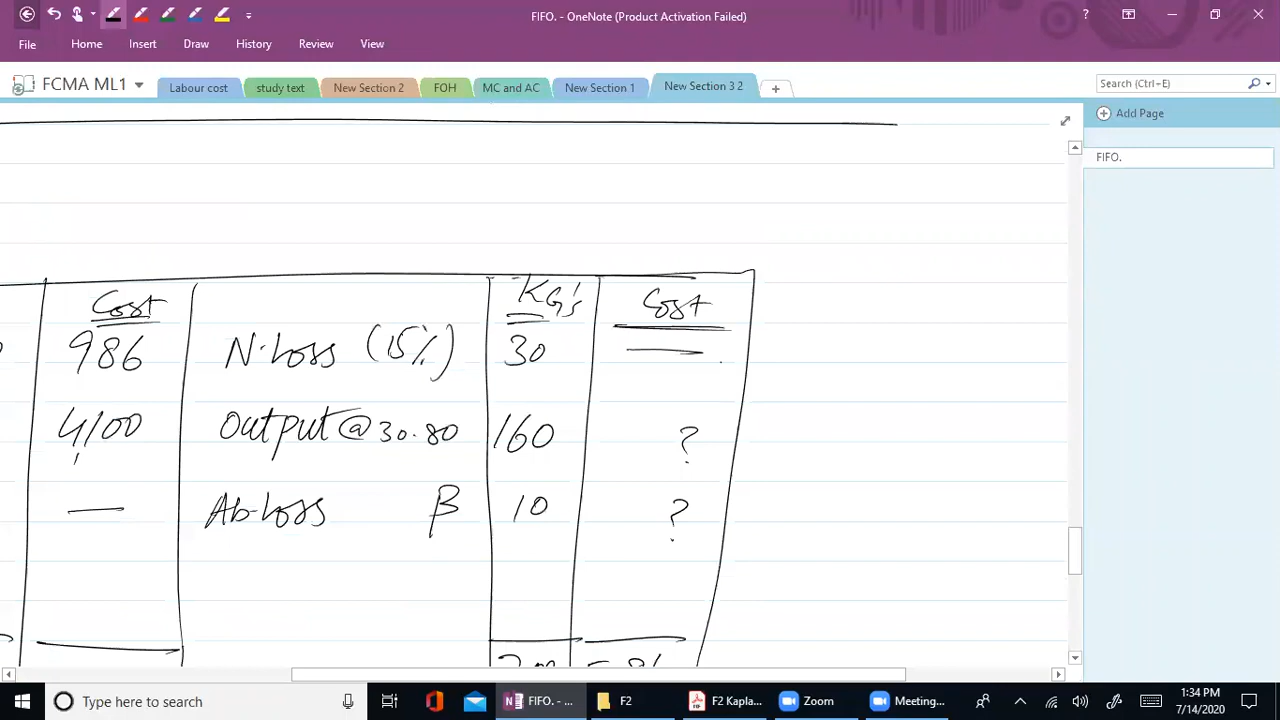 FIFO. - OneNote (Product Activation Failed)
?
File Home Insert Draw History Review View
FCMA ML1
Labour cost study text New Section 2 FOH MC and AC New Section 1 New Section 3 2
Search (Ctrl+E)
Add Page
FIFO.
Cost KG's Cost
986 N.Loss (15%) 30 —
4100 output @ 30.80 160 ?
— Ab-Loss β 10 ?
Type here to search
FIFO. - ... F2 F2 Kapla... Zoom Meeting...
1:34 PM
7/14/2020